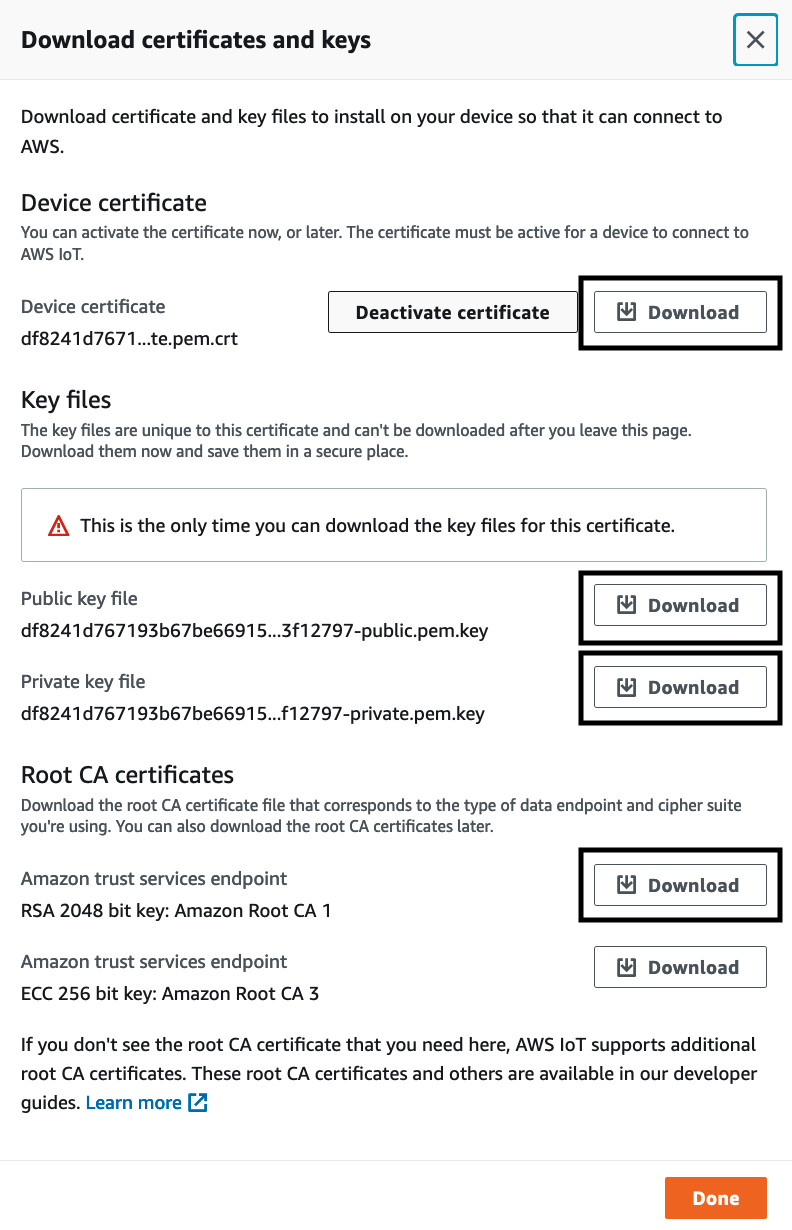 Download certificates and keys
Download certificate and key files to install on your device so that it can connect to
AWS.
Device certificate
You can activate the certificate now, or later. The certificate must be active for a device to connect to
AWS IoT.
Device certificate
df8241d7671...te.pem.crt
Deactivate certificate
Download
Key files
The key files are unique to this certificate and can't be downloaded after you leave this page.
Download them now and save them in a secure place.
This is the only time you can download the key files for this certificate.
Public key file
df8241d767193b67be66915...3f12797-public.pem.key
Download
Private key file
df8241d767193b67be66915...f12797-private.pem.key
Download
Root CA certificates
Download the root CA certificate file that corresponds to the type of data endpoint and cipher suite
you're using. You can also download the root CA certificates later.
Amazon trust services endpoint
RSA 2048 bit key: Amazon Root CA 1
Download
Amazon trust services endpoint
ECC 256 bit key: Amazon Root CA 3
Download
If you don't see the root CA certificate that you need here, AWS IoT supports additional
root CA certificates. These root CA certificates and others are available in our developer
guides. Learn more
Done